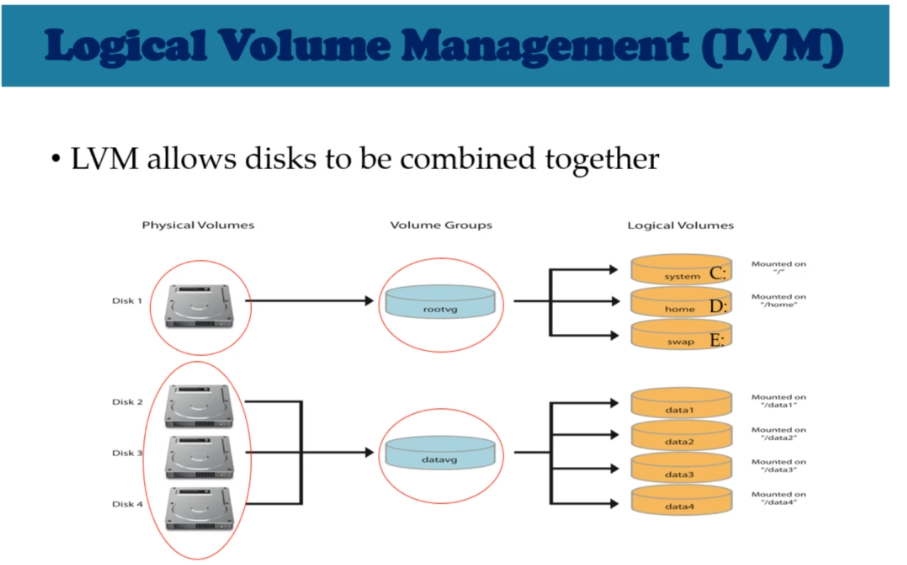 Logical Volume Management (LVM)
• LVM allows disks to be combined together
Physical Volumes
Volume Groups
Logical Volumes
Disk 1
rootvg
system C:
Mounted on
"/"
home D:
Mounted on
"/home"
swap E:
Disk 2
Disk 3
Disk 4
datavg
data1
Mounted on
"/data1"
data2
Mounted on
"/data2"
data3
Mounted on
"/data3"
data4
Mounted on
"/data4"